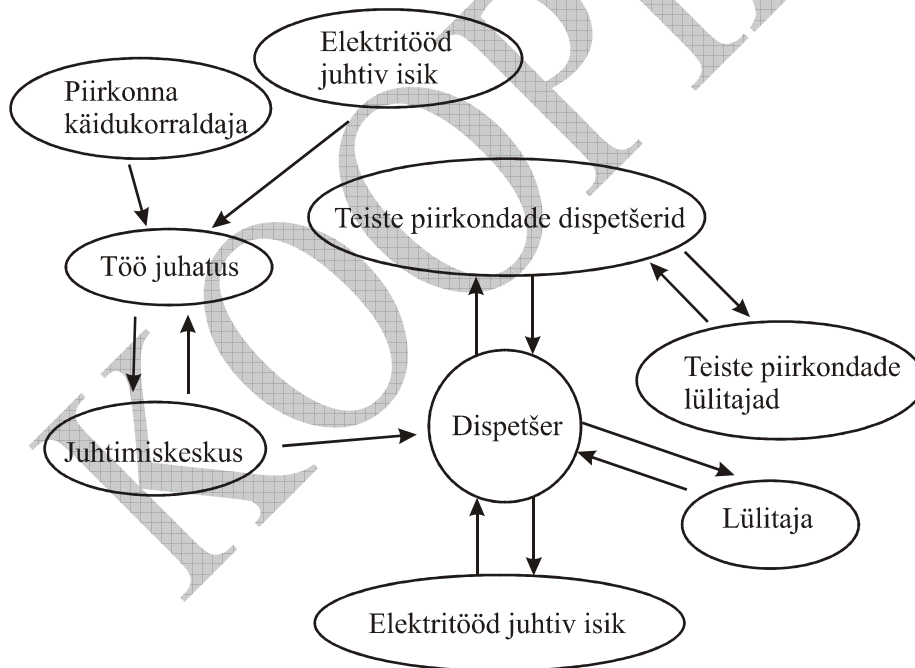 Elektritööd
juhtiv isik
Piirkonna
käidukorraldaja
Teiste piirkondade dispetšerid
Töö juhatus
Teiste piirkondade
lülitajad
Dispetšer
Juhtimiskeskus
Lülitaja
Elektritööd juhtiv isik